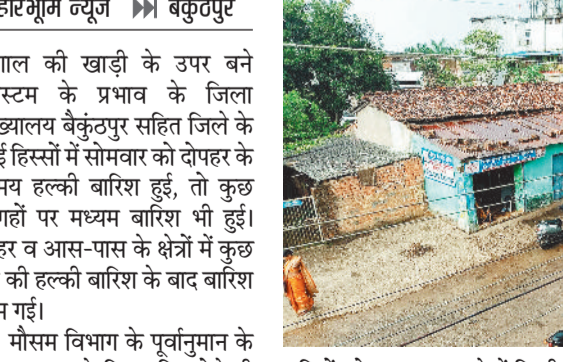 हरिभूमि न्यूज ▶▶| बैकुंठपुर
गाल की खाड़ी के उपर बने
स्टम के प्रभाव के जिला
ख्यालय बैकुंठपुर सहित जिले के
ई हिस्सों में सोमवार को दोपहर के
मय हल्की बारिश हुई, तो कुछ
गहों पर मध्यम बारिश भी हुई।
हर व आस-पास के क्षेत्रों में कुछ
की हल्की बारिश के बाद बारिश
म गई।
मौसम विभाग के पूर्वानुमान के